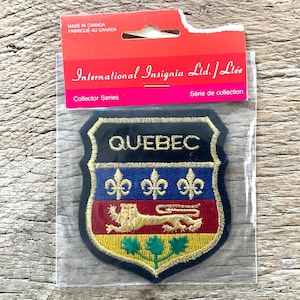 MADE IN CANADA
FABRIQUÉ AU CANADA
International Insignia Ltd./Ltée
Collector Series
Série de collection
QUEBEC